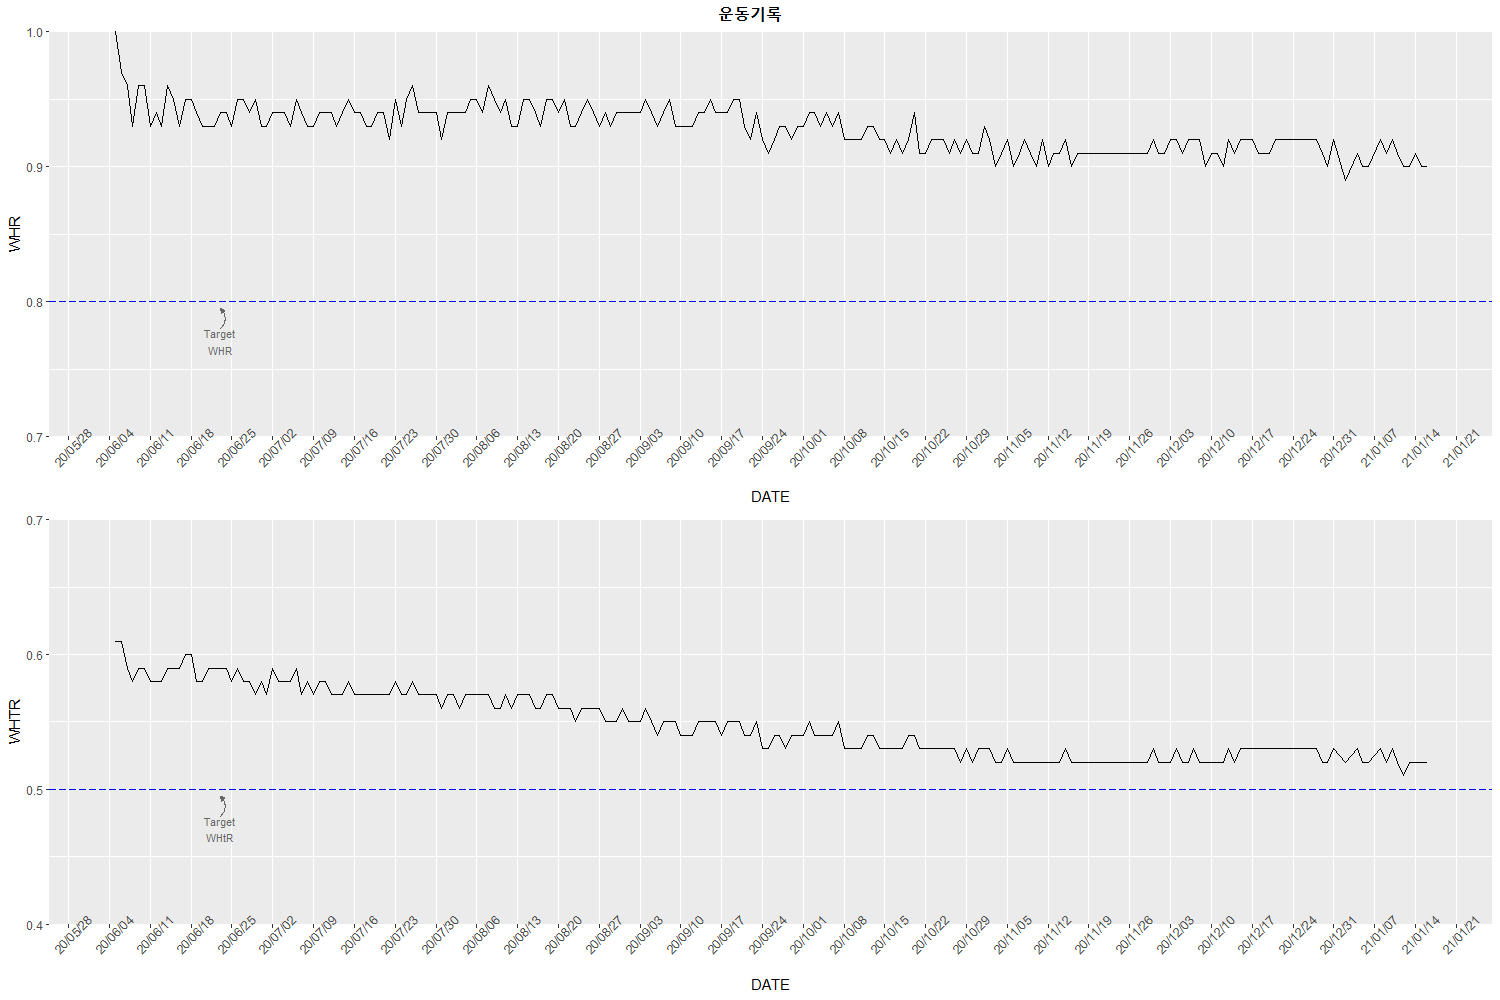 운동기록
WHR
1.0
0.9
0.8
0.7
Target
WHR
20/05/28 20/06/04 20/06/11 20/06/18 20/06/25 20/07/02 20/07/09 20/07/16 20/07/23 20/07/30 20/08/06 20/08/13 20/08/20 20/08/27 20/09/03 20/09/10 20/09/17 20/09/24 20/10/01 20/10/08 20/10/15 20/10/22 20/10/29 20/11/05 20/11/12 20/11/19 20/11/26 20/12/03 20/12/10 20/12/17 20/12/24 20/12/31 21/01/07 21/01/14 21/01/21
DATE
WHTR
0.7
0.6
0.5
0.4
Target
WHtR
20/05/28 20/06/04 20/06/11 20/06/18 20/06/25 20/07/02 20/07/09 20/07/16 20/07/23 20/07/30 20/08/06 20/08/13 20/08/20 20/08/27 20/09/03 20/09/10 20/09/17 20/09/24 20/10/01 20/10/08 20/10/15 20/10/22 20/10/29 20/11/05 20/11/12 20/11/19 20/11/26 20/12/03 20/12/10 20/12/17 20/12/24 20/12/31 21/01/07 21/01/14 21/01/21
DATE